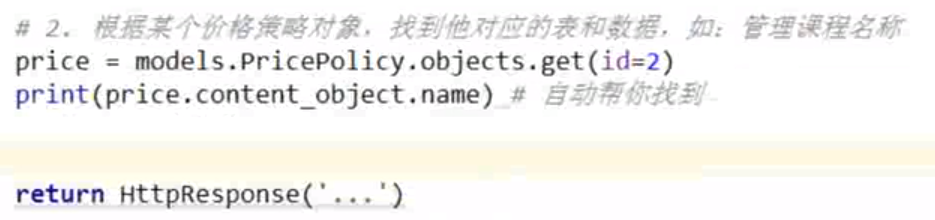 # 2. 根据某个价格策略对象，找到他对应的表和数据，如：管理课程名称
price = models.PricePolicy.objects.get(id=2)
print(price.content_object.name) # 自动帮你找到
return HttpResponse('...')